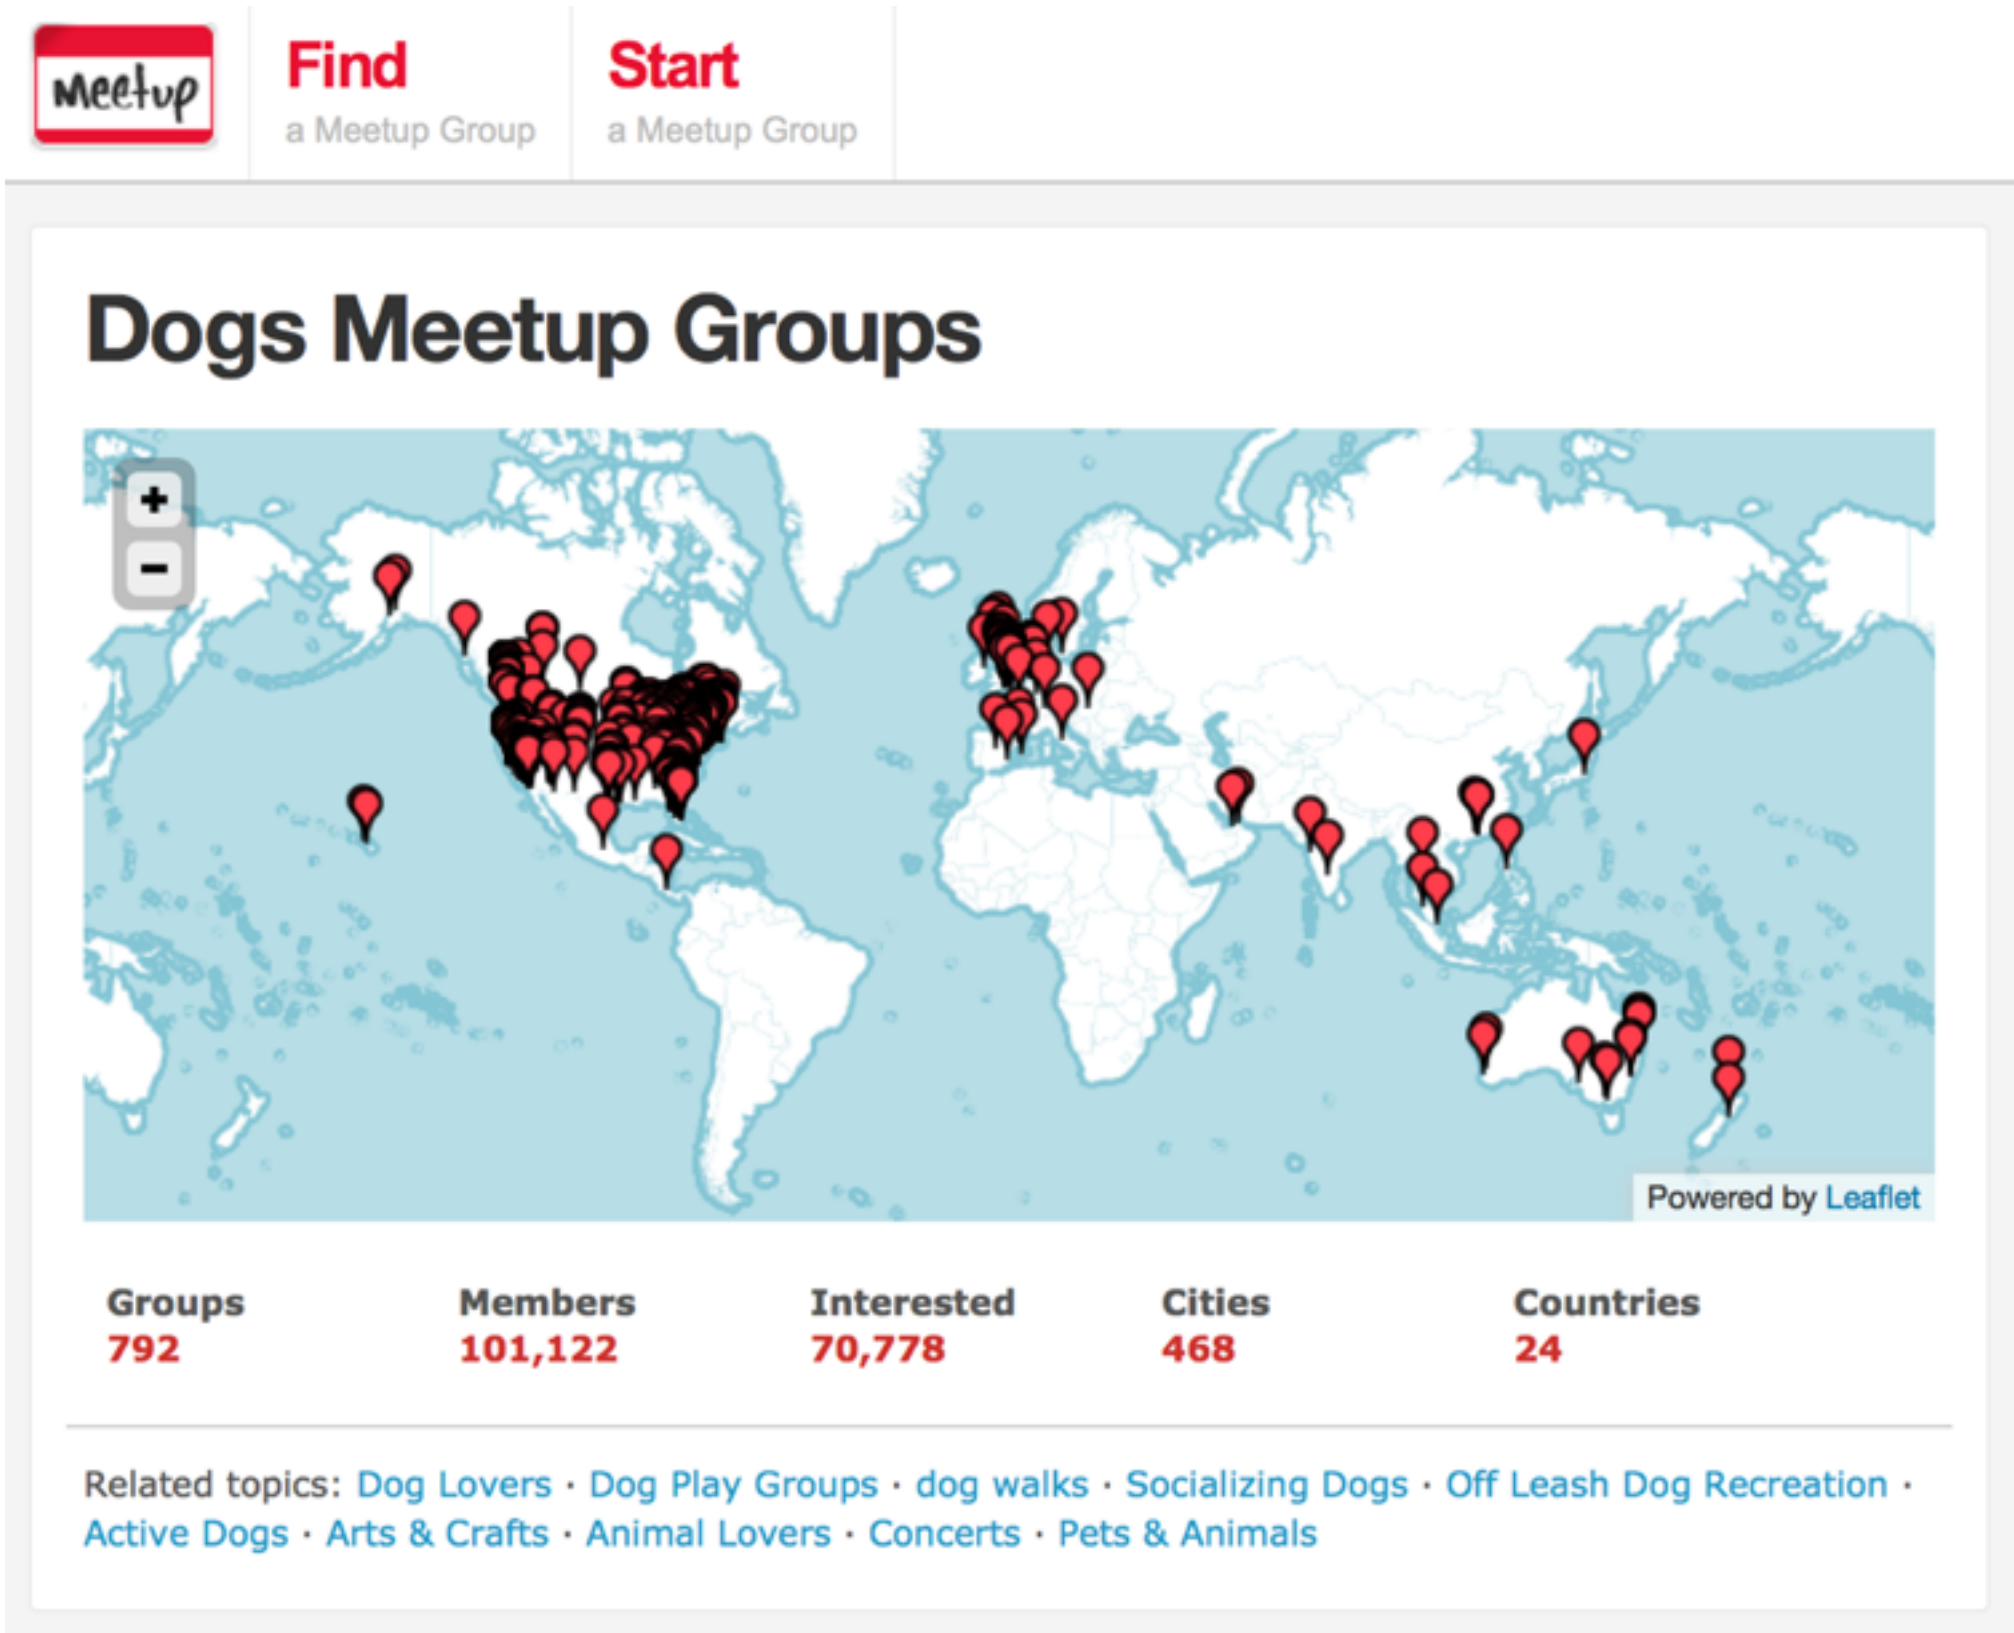 Meetup
Find
a Meetup Group
Start
a Meetup Group
Dogs Meetup Groups
+
−
Powered by Leaflet
Groups
792
Members
101,122
Interested
70,778
Cities
468
Countries
24
Related topics: Dog Lovers · Dog Play Groups · dog walks · Socializing Dogs · Off Leash Dog Recreation ·
Active Dogs · Arts & Crafts · Animal Lovers · Concerts · Pets & Animals